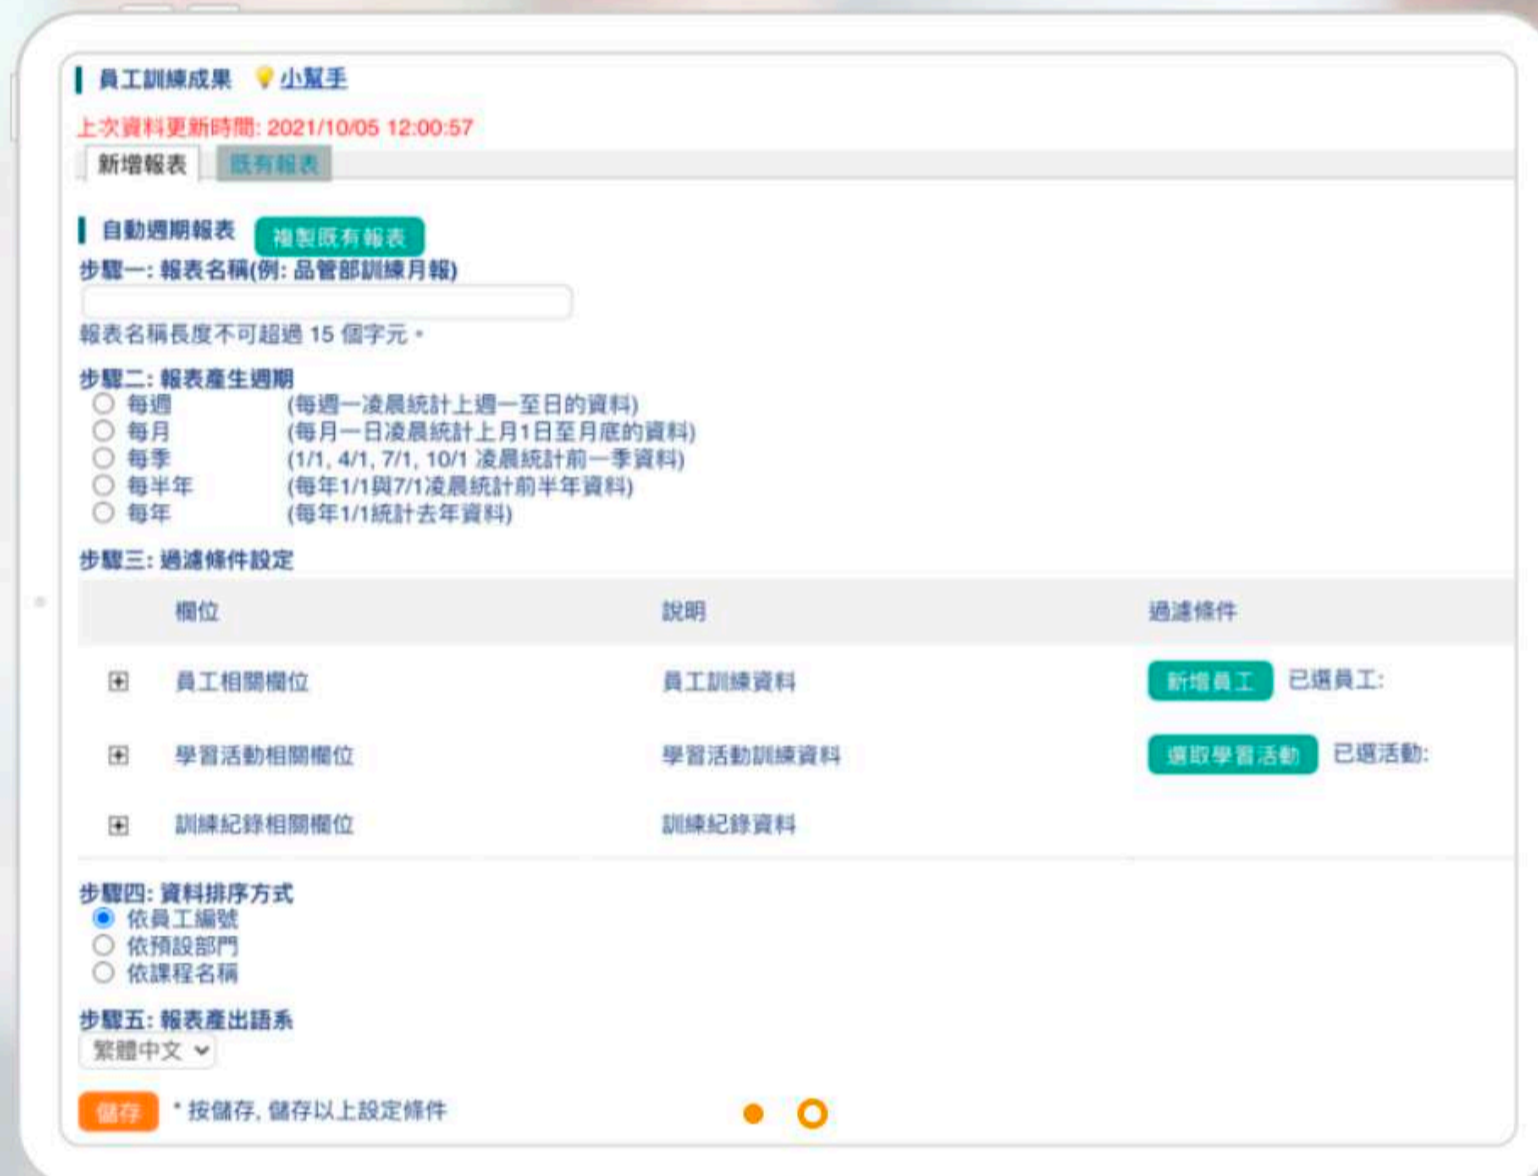 員工訓練成果 小幫手
上次資料更新時間: 2021/10/05 12:00:57
新增報表 既有報表
自動週期報表 複製既有報表
步驟一: 報表名稱(例: 品管部訓練月報)
報表名稱長度不可超過 15 個字元。
步驟二: 報表產生週期
每週 (每週一凌晨統計上週一至日的資料)
每月 (每月一日凌晨統計上月1日至月底的資料)
每季 (1/1, 4/1, 7/1, 10/1 凌晨統計前一季資料)
每半年 (每年1/1與7/1凌晨統計前半年資料)
每年 (每年1/1統計去年資料)
步驟三: 過濾條件設定
欄位 說明 過濾條件
員工相關欄位 員工訓練資料 新增員工 已選員工:
學習活動相關欄位 學習活動訓練資料 選取學習活動 已選活動:
訓練紀錄相關欄位 訓練紀錄資料
步驟四: 資料排序方式
依員工編號
依預設部門
依課程名稱
步驟五: 報表產出語系
繁體中文
儲存 * 按儲存, 儲存以上設定條件